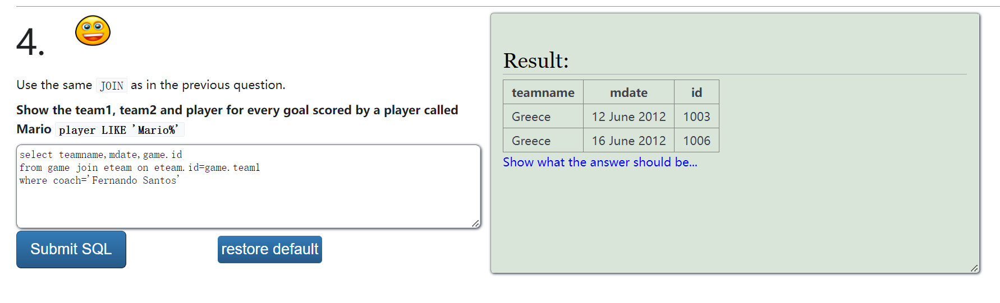 4.
Use the same JOIN as in the previous question.
Show the team1, team2 and player for every goal scored by a player called
Mario player LIKE 'Mario%'
select teamname,mdate,game.id
from game join eteam on eteam.id=game.team1
where coach='Fernando Santos'
Submit SQL restore default
Result:
teamname mdate id
Greece 12 June 2012 1003
Greece 16 June 2012 1006
Show what the answer should be...